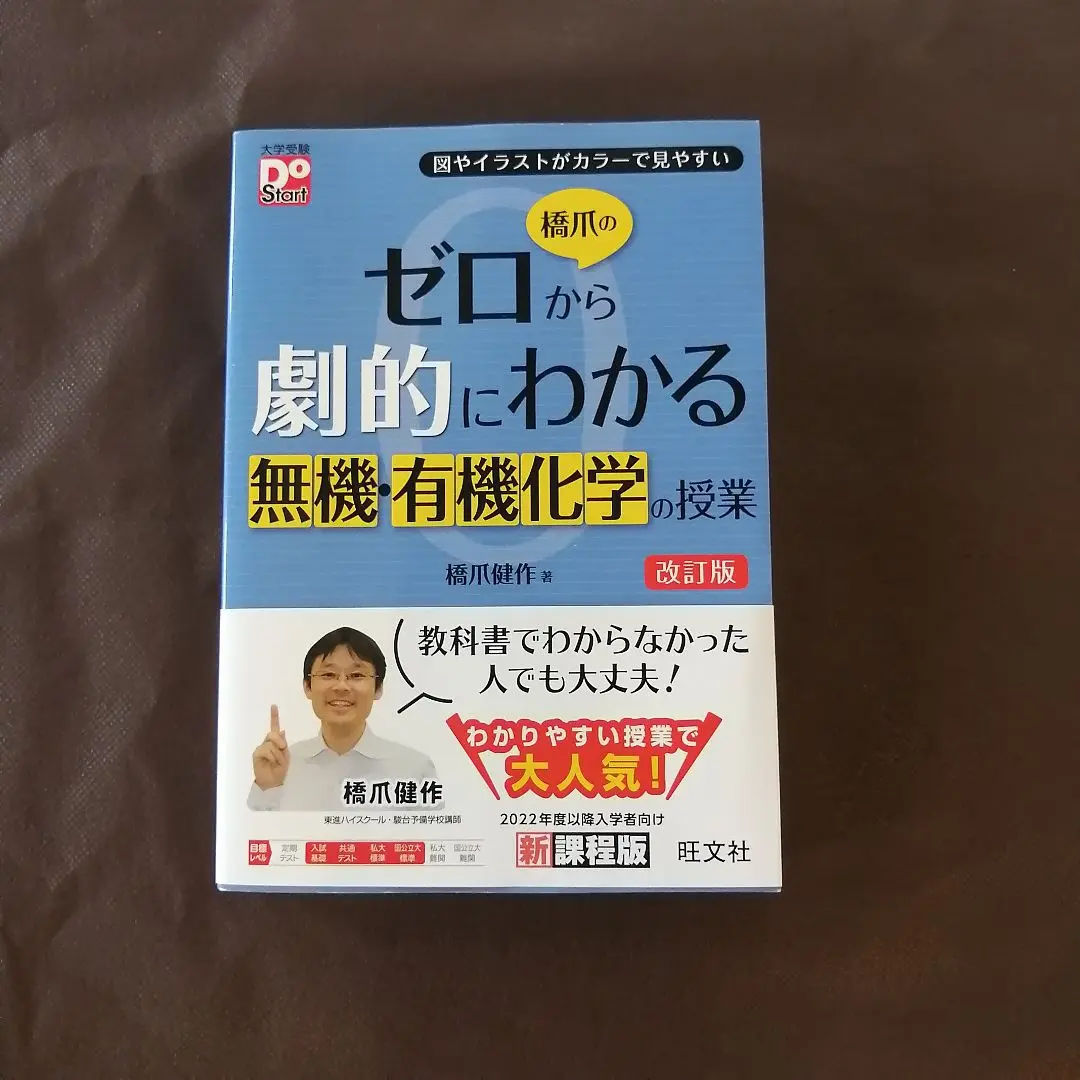 大学受験
Do
Start
図やイラストがカラーで見やすい
橋爪の
ゼロから
劇的にわかる
無機・有機化学の授業
橋爪健作 著
改訂版
教科書でわからなかった
人でも大丈夫！
わかりやすい授業で
大人気！
橋爪健作
東進ハイスクール・駿台予備学校講師
2022年度以降入学者向け
新課程版
旺文社
目標レベル 定期テスト 入試基礎 共通テスト 私大標準 国公立大標準 私大難関 国公立大難関